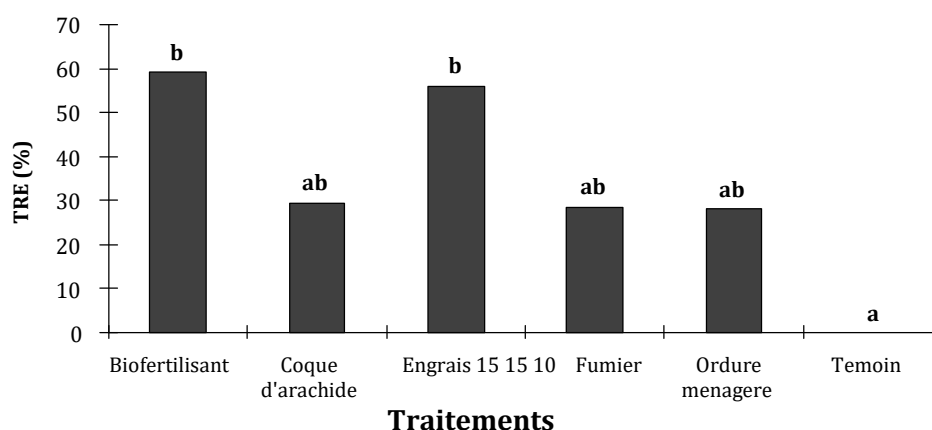 70
60
50
40
30
20
10
0
TRE (%)
b
ab
b
ab
ab
a
Biofertilisant
Coque
d'arachide
Engrais 15 15 10
Fumier
Ordure
menagere
Temoin
Traitements